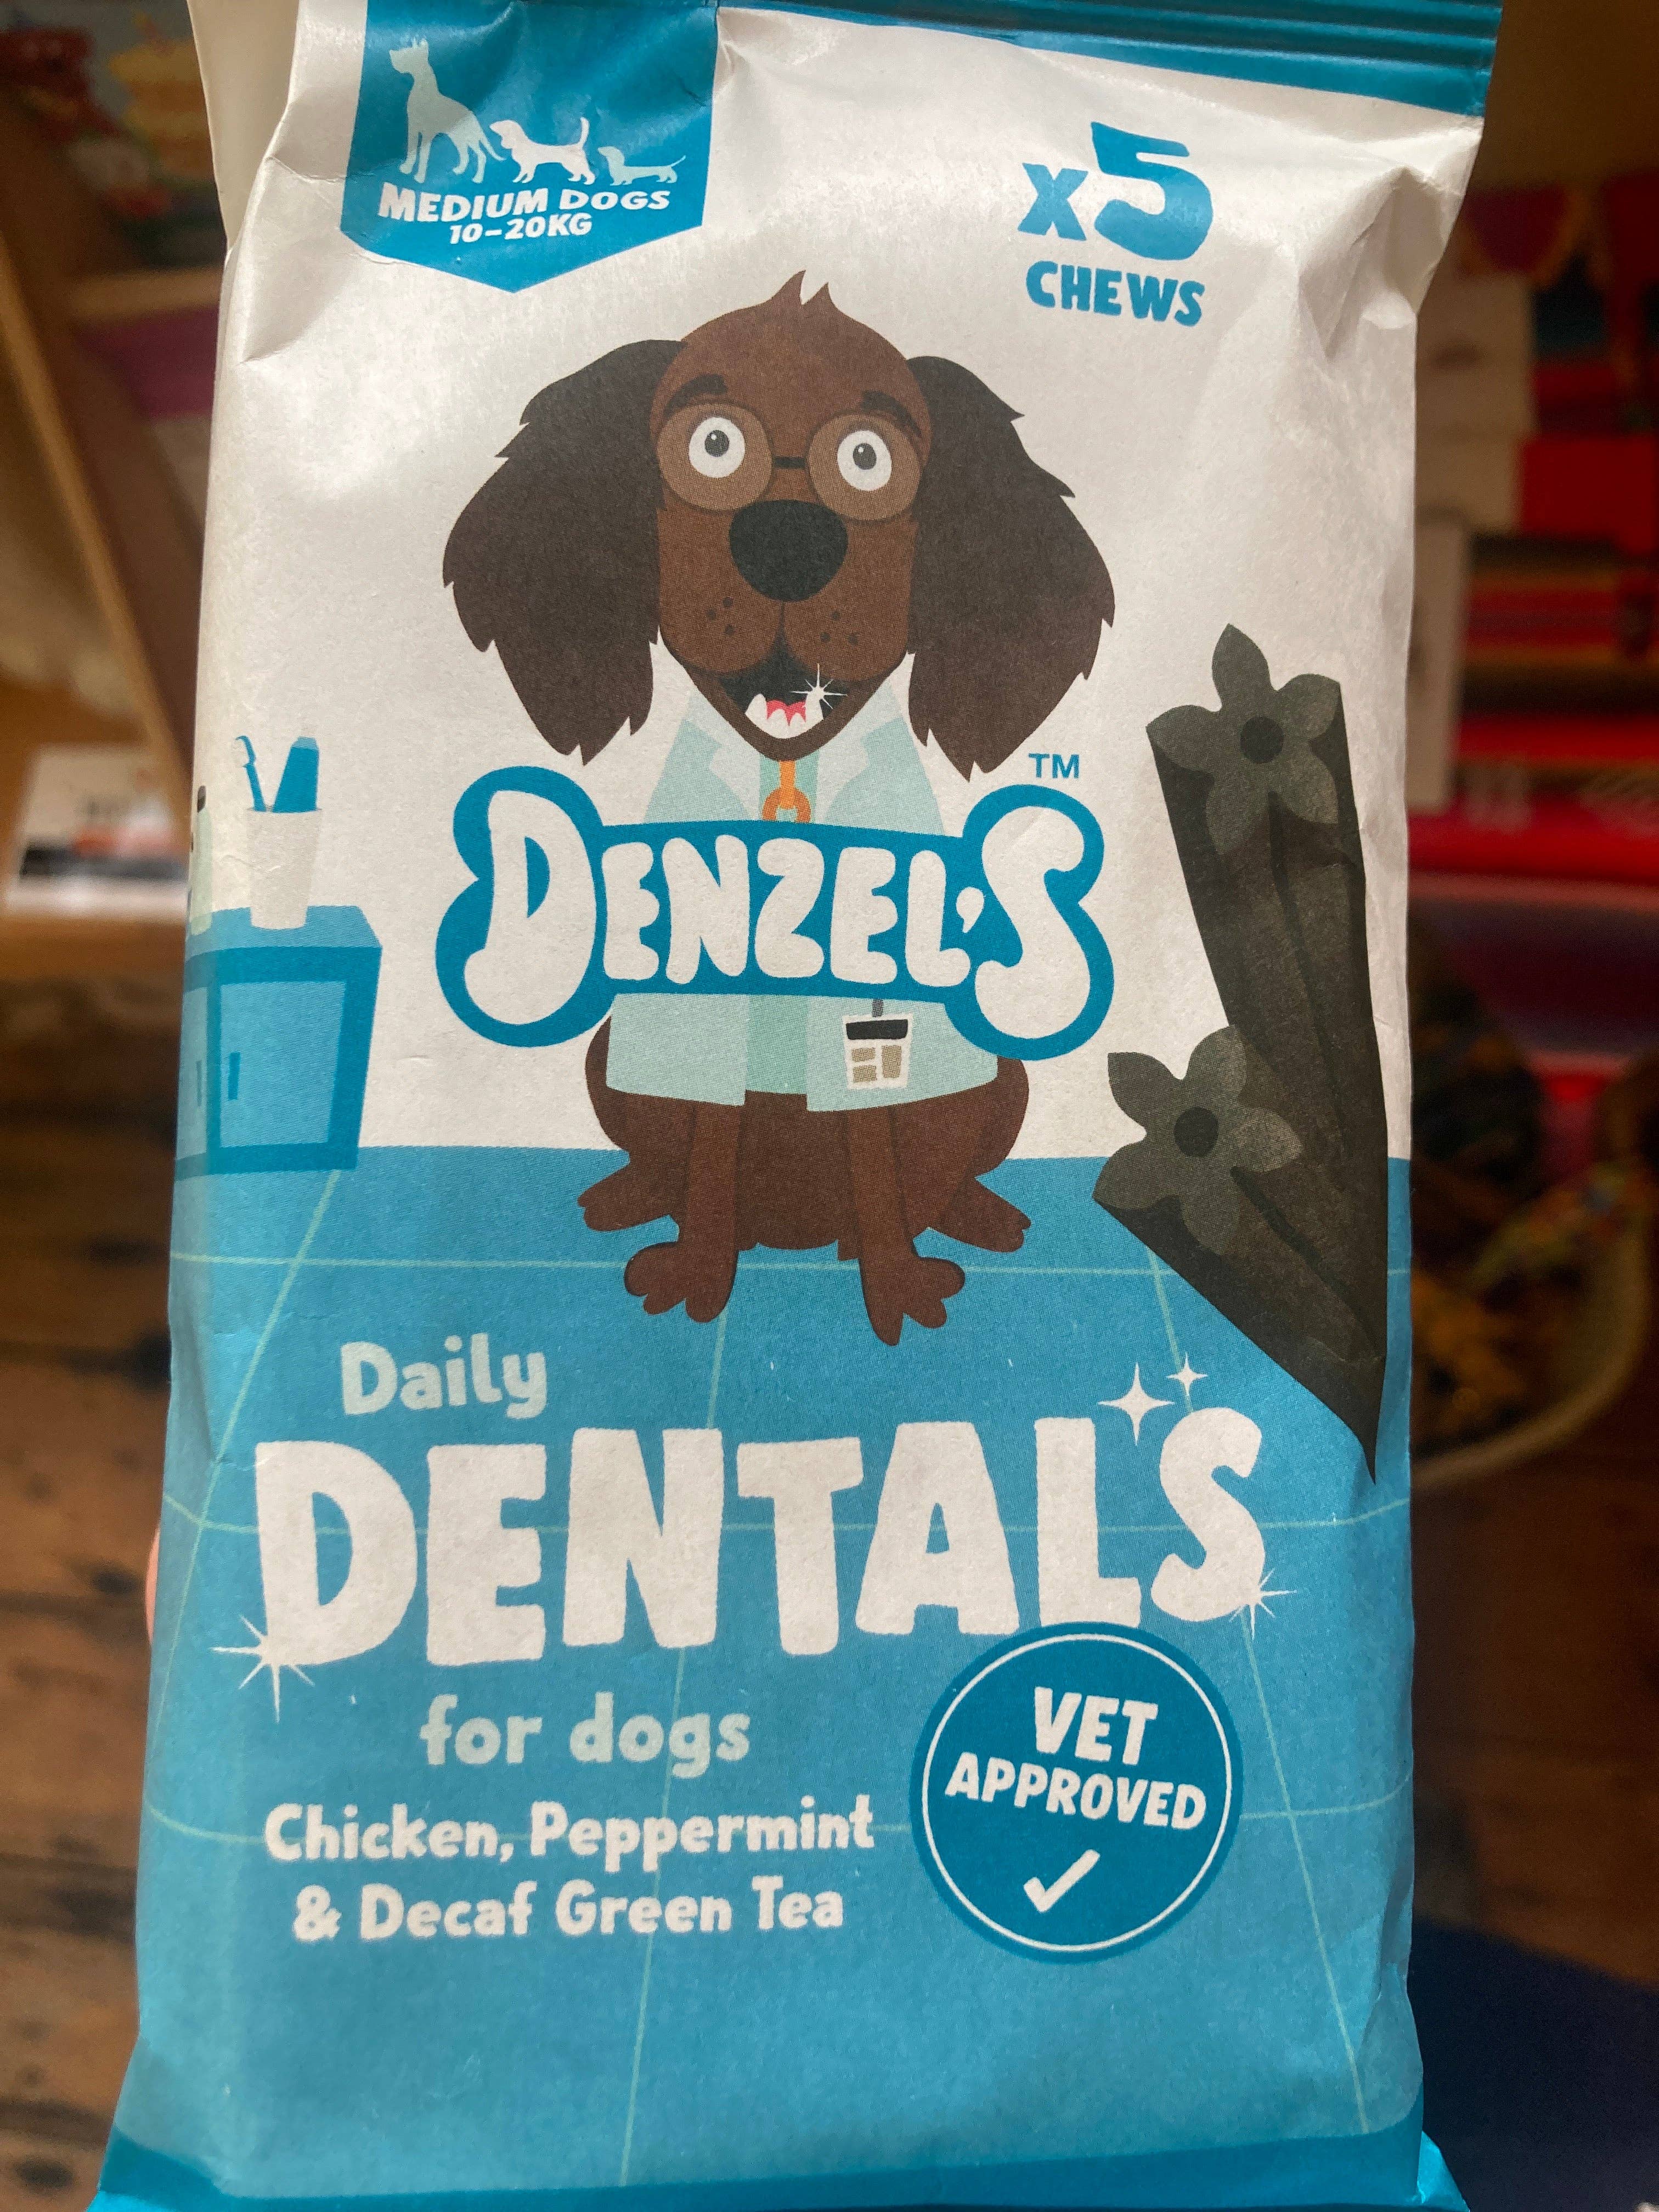 MEDIUM DOGS
10-20KG
x5
CHEWS
TM
DENZEL'S
Daily
DENTALS
for dogs
Chicken, Peppermint
& Decaf Green Tea
VET
APPROVED